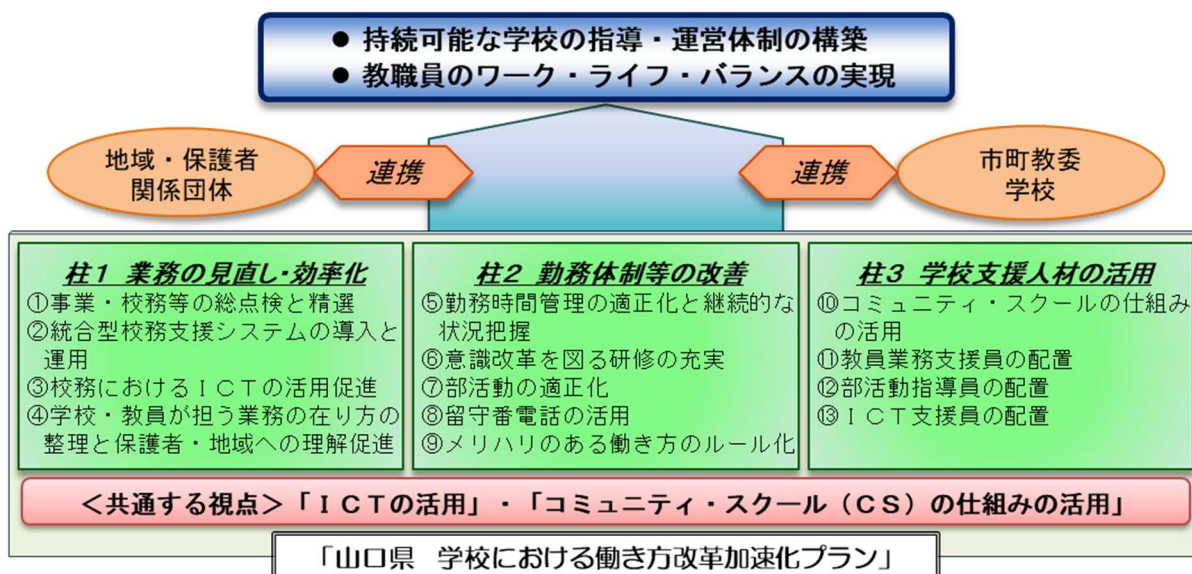 ● 持続可能な学校の指導・運営体制の構築
● 教職員のワーク・ライフ・バランスの実現
地域・保護者
関係団体
連携
連携
市町教委
学校
柱1 業務の見直し・効率化
①事業・校務等の総点検と精選
②統合型校務支援システムの導入と
運用
③校務におけるＩＣＴの活用促進
④学校・教員が担う業務の在り方の
整理と保護者・地域への理解促進
柱2 勤務体制等の改善
⑤勤務時間管理の適正化と継続的な
状況把握
⑥意識改革を図る研修の充実
⑦部活動の適正化
⑧留守番電話の活用
⑨メリハリのある働き方のルール化
柱3 学校支援人材の活用
⑩コミュニティ・スクールの仕組み
の活用
⑪教員業務支援員の配置
⑫部活動指導員の配置
⑬ＩＣＴ支援員の配置
＜共通する視点＞「ＩＣＴの活用」・「コミュニティ・スクール（ＣＳ）の仕組みの活用」
「山口県　学校における働き方改革加速化プラン」